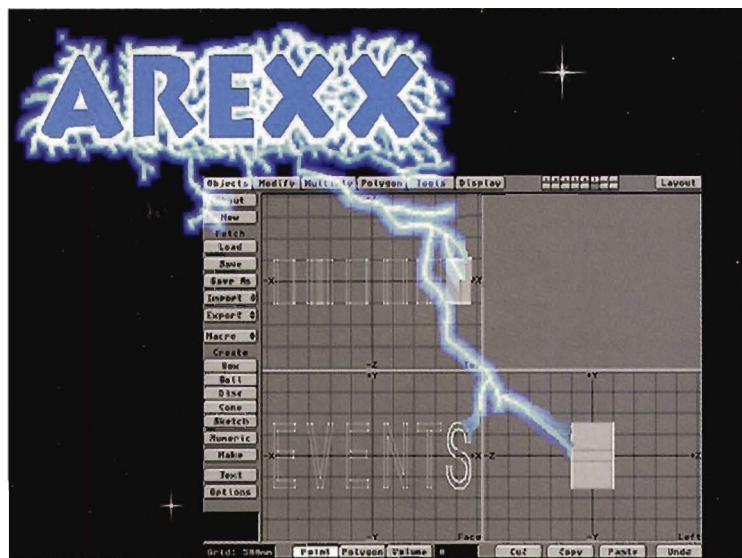 AREXX
Objects Modify Multiply Polygon Tools Display Layout
New
Load
Save
Save As
Import
Export
Macro
Create
Box
Ball
Disc
Cone
Sketch
Numeric
Make
Text
Options
-X X
-Z
+Y +Y
EVENTS
-X -X -Z +Z
-Y Face -Y Left
Grid: 500mm Point Polygon Volume 0 Cut Copy Paste Undo